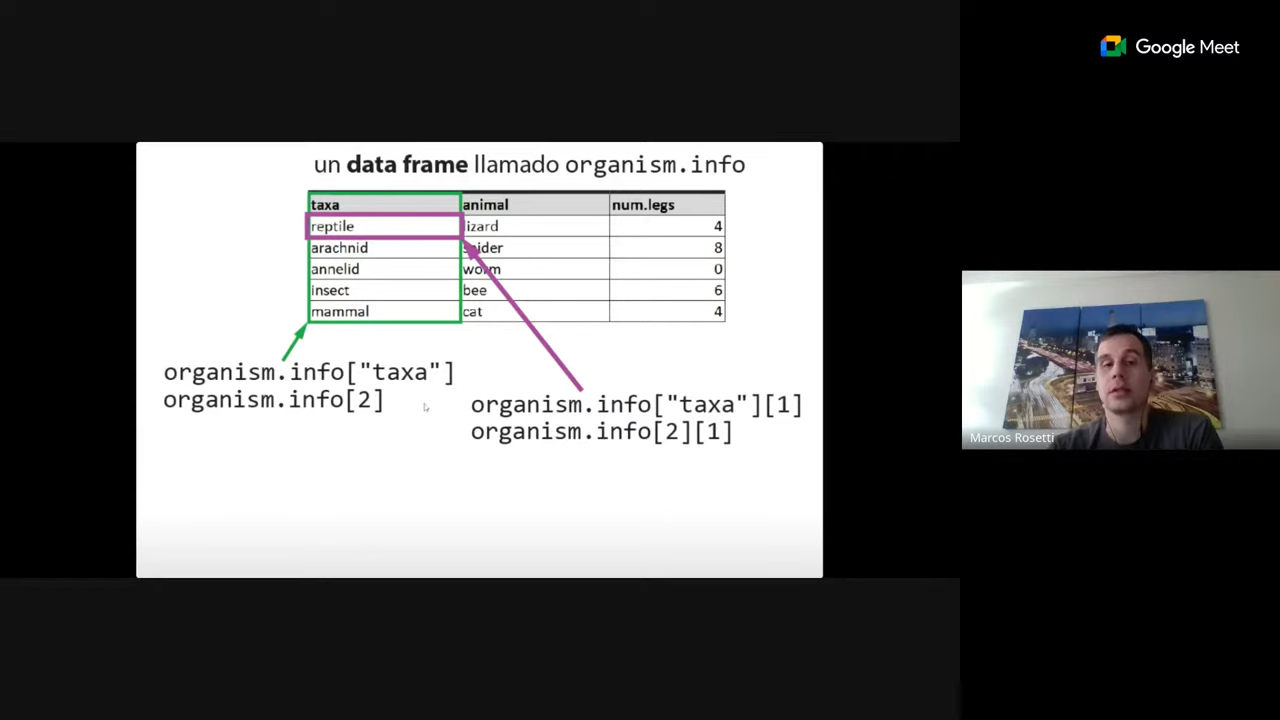 Google Meet
un data frame llamado organism.info
taxa animal num.legs
reptile lizard 4
arachnid spider 8
annelid worm 0
insect bee 6
mammal cat 4
organism.info["taxa"]
organism.info[2]
organism.info["taxa"][1]
organism.info[2][1]
Marcos Rosetti